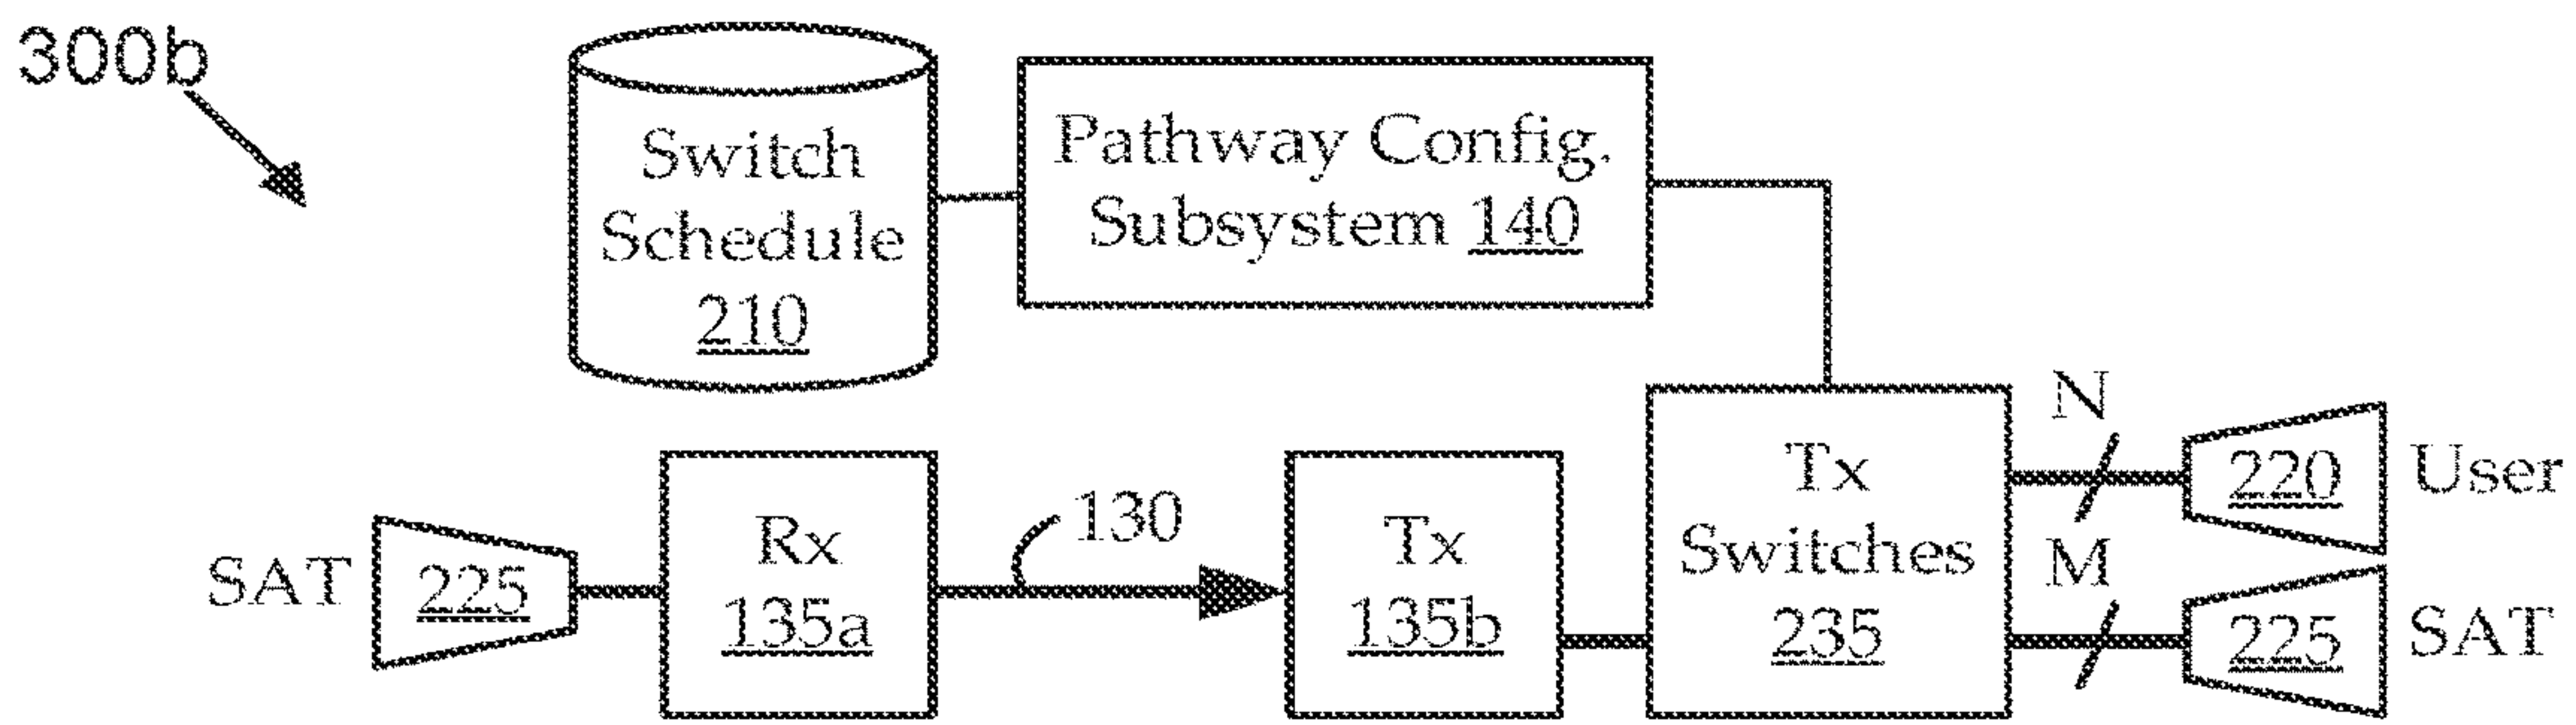 300b
Switch
Schedule
210
Pathway Config.
Subsystem 140
SAT
225
Rx
135a
130
Tx
135b
Tx
Switches
235
N
220
User
M
225
SAT